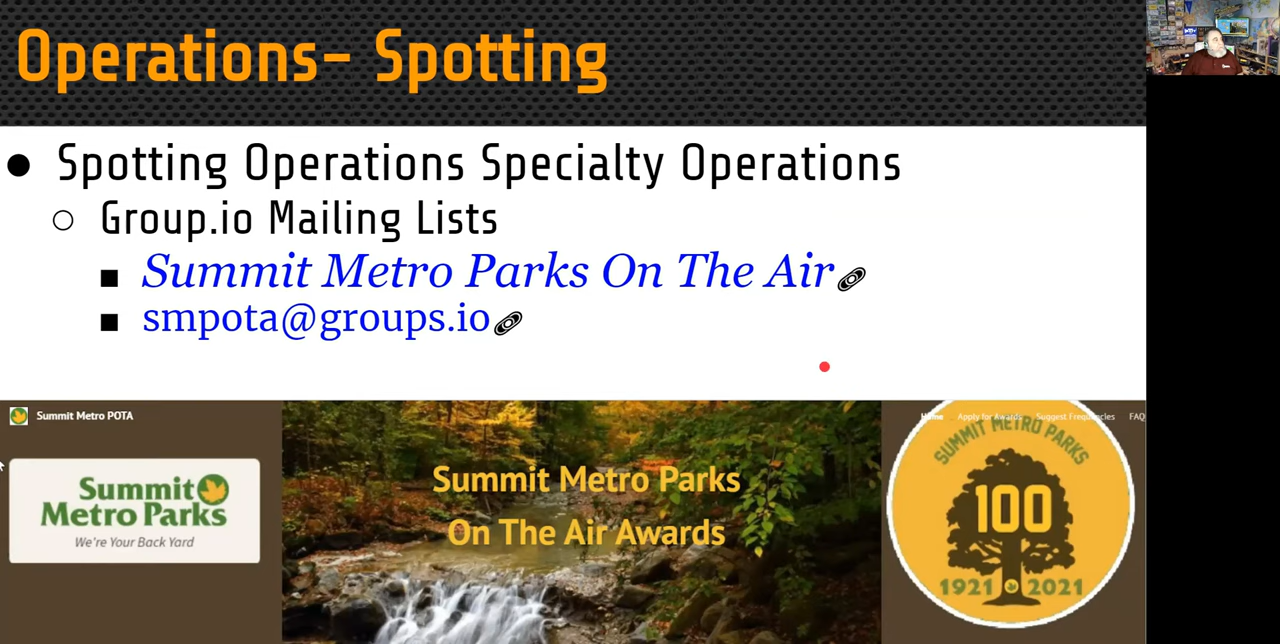 Operations- Spotting
Spotting Operations Specialty Operations
Group.io Mailing Lists
Summit Metro Parks On The Air
smpota@groups.io
Summit Metro POTA
Home Apply for Awards Suggest Frequencies FAQ
Summit
Metro Parks
We're Your Back Yard
Summit Metro Parks
On The Air Awards
SUMMIT METRO PARKS
100
1921 2021